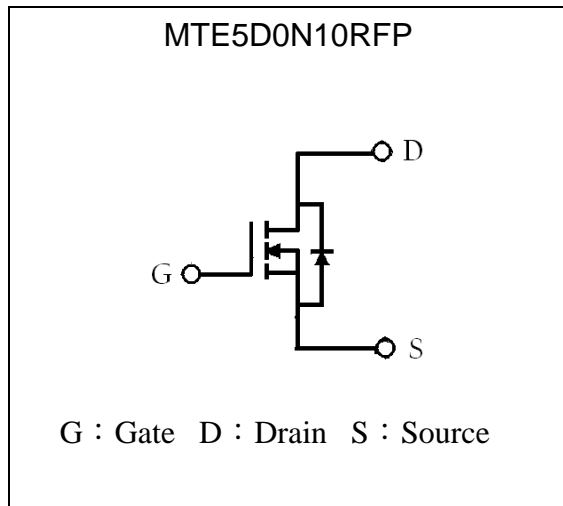 MTE5D0N10RFP
D
G
S
G：Gate D：Drain S：Source